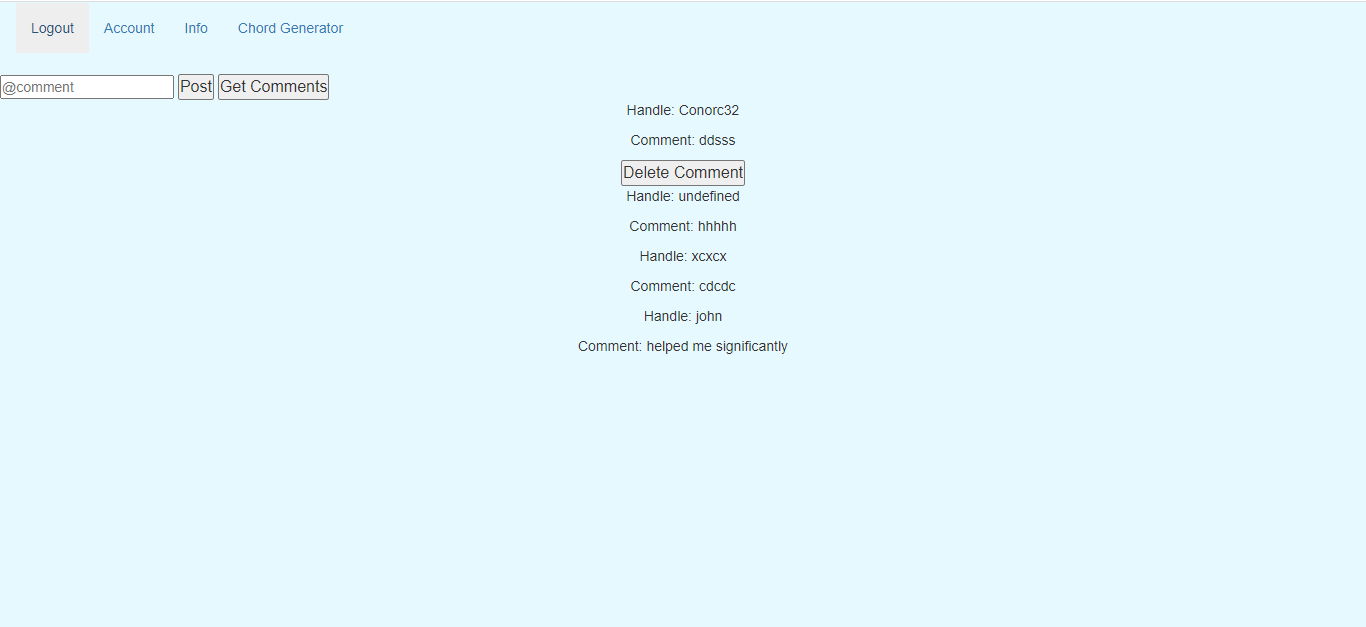 Logout Account Info Chord Generator
@comment Post Get Comments
Handle: Conorc32
Comment: ddsss
Delete Comment
Handle: undefined
Comment: hhhhh
Handle: xcxcx
Comment: cdcdc
Handle: john
Comment: helped me significantly